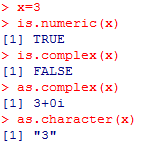 > x=3
> is.numeric(x)
[1] TRUE
> is.complex(x)
[1] FALSE
> as.complex(x)
[1] 3+0i
> as.character(x)
[1] "3"